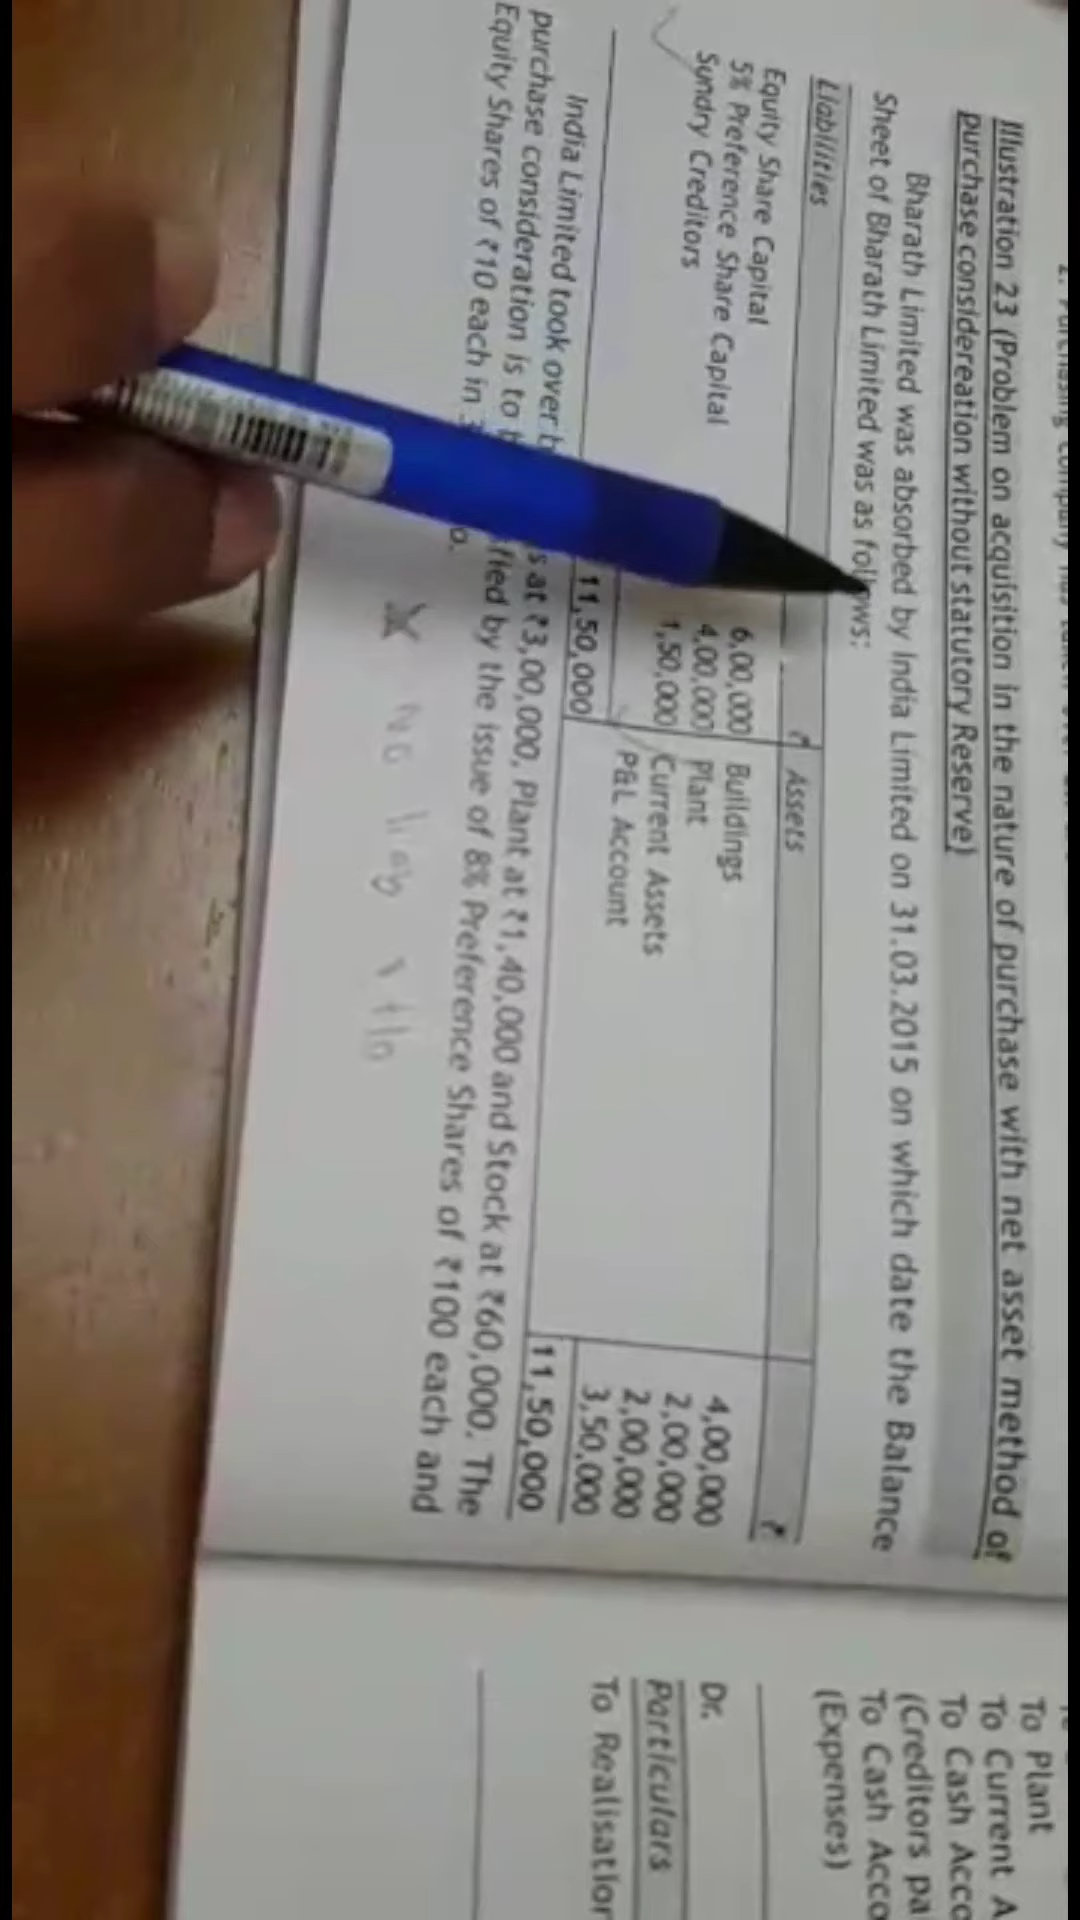 Illustration 23 (Problem on acquisition in the nature of purchase with net asset method of
purchase considereation without statutory Reserve)
Bharath Limited was absorbed by India Limited on 31.03.2015 on which date the Balance
Sheet of Bharath Limited was as follows:
Liabilities ₹ Assets ₹
Equity Share Capital 6,00,000 Buildings 4,00,000
5% Preference Share Capital 4,00,000 Plant 2,00,000
Sundry Creditors 1,50,000 Current Assets 2,00,000
P&L Account 3,50,000
11,50,000 11,50,000
India Limited took over s at ₹3,00,000, Plant at ₹1,40,000 and Stock at ₹60,000. The
purchase consideration is to fied by the issue of 8% Preference Shares of ₹100 each and
Equity Shares of ₹10 each in 3 o.
X No liab
To Plant
To Current A
To Cash Acco
(Creditors pa
To Cash Acco
(Expenses)
Dr.
Particulars
To Realisation